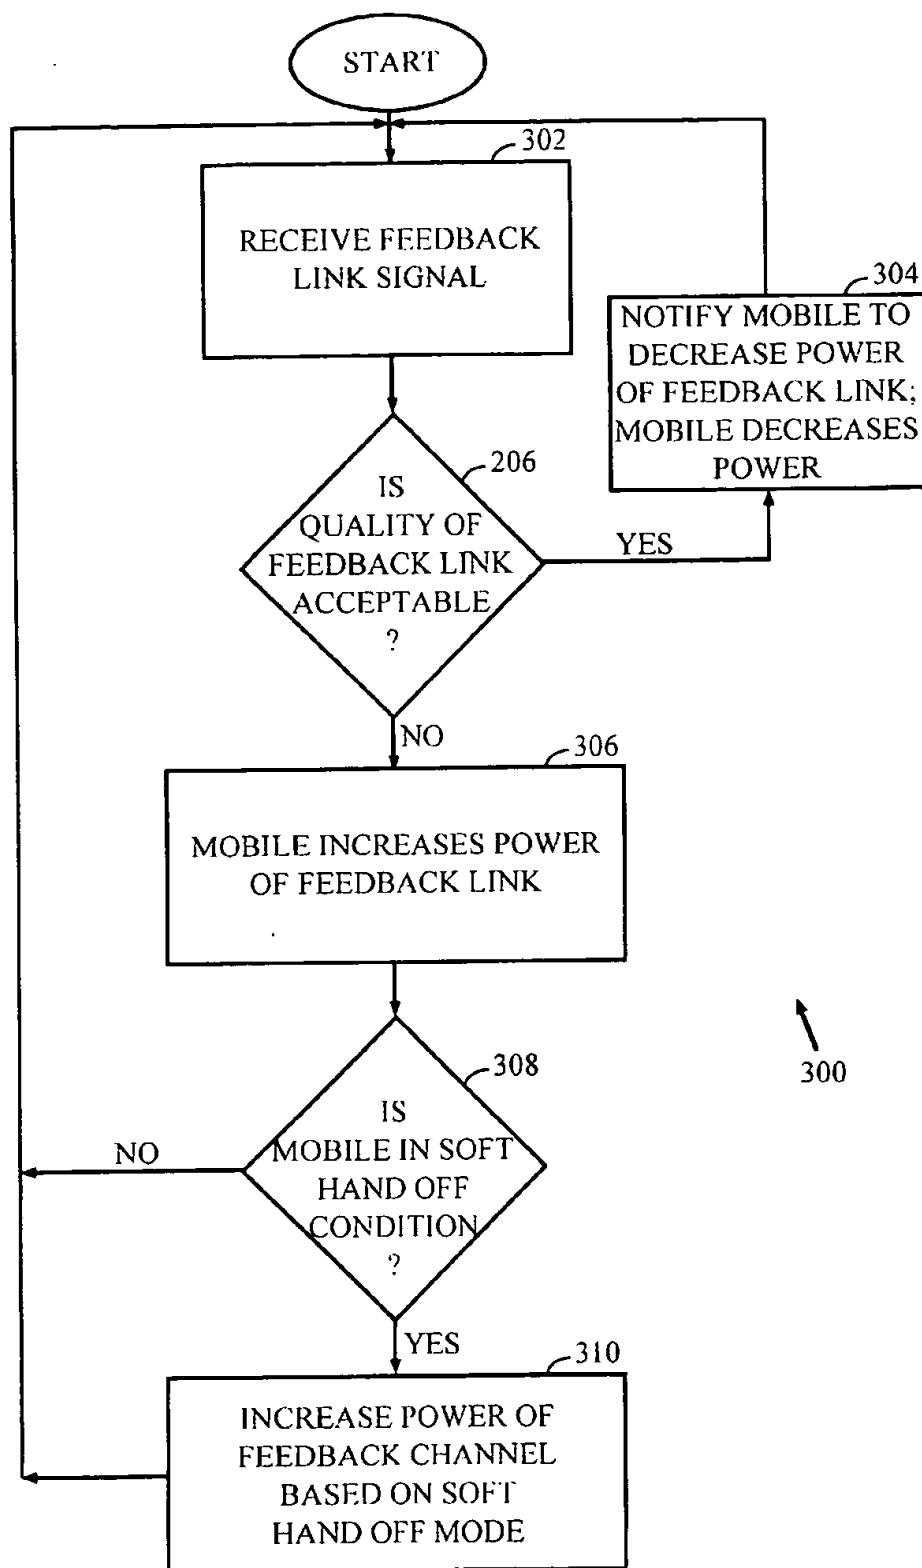 START
302
RECEIVE FEEDBACK
LINK SIGNAL
304
NOTIFY MOBILE TO
DECREASE POWER
OF FEEDBACK LINK;
MOBILE DECREASES
POWER
206
IS
QUALITY OF
FEEDBACK LINK
ACCEPTABLE
?
YES
NO
306
MOBILE INCREASES POWER
OF FEEDBACK LINK
300
308
IS
MOBILE IN SOFT
HAND OFF
CONDITION
?
NO
YES
310
INCREASE POWER OF
FEEDBACK CHANNEL
BASED ON SOFT
HAND OFF MODE